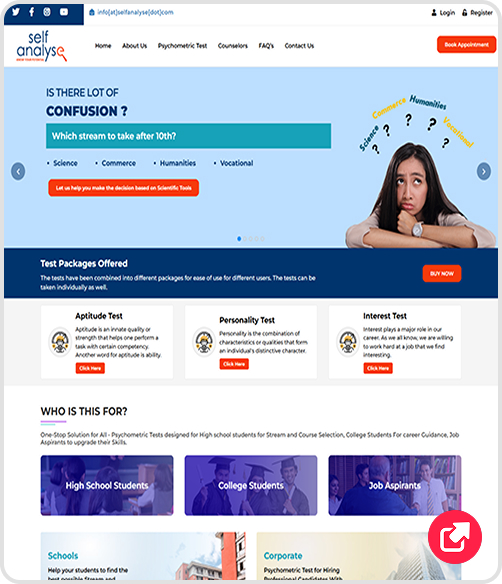 info[at]selfanalyse[dot]com
Login
Register
self
analyse
Home
About Us
Psychometric Test
Counselors
FAQ's
Contact Us
Book Appointment
IS THERE LOT OF
CONFUSION ?
Which stream to take after 10th?
• Science
• Commerce
• Humanities
• Vocational
Let us help you make the decision based on Scientific Tools
Science
Commerce
Humanities
Vocational
? ? ? ? ?
Test Packages Offered
The tests have been combined into different packages for ease of use for different users. The tests can be
taken individually as well.
BUY NOW
Aptitude Test
Aptitude is an innate quality or
strength that helps one perform a
task with certain competency.
Another word for aptitude is ability.
Click Here
Personality Test
Personality is the combination of
characteristics or qualities that form
an individual's distinctive character.
Click Here
Interest Test
Interest plays a major role in our
career. As we all know, we are willing
to work hard at a job that we find
interesting.
Click Here
WHO IS THIS FOR?
One-Stop Solution for All - Psychometric Tests designed for High school students for Stream and Course Selection, College Students For career Guidance, Job
Aspirants to upgrade their Skills.
High School Students
College Students
Job Aspirants
Schools
Help your students to find the
best possible Stream and
Corporate
Psychometric Test for Hiring
Professional Candidates With